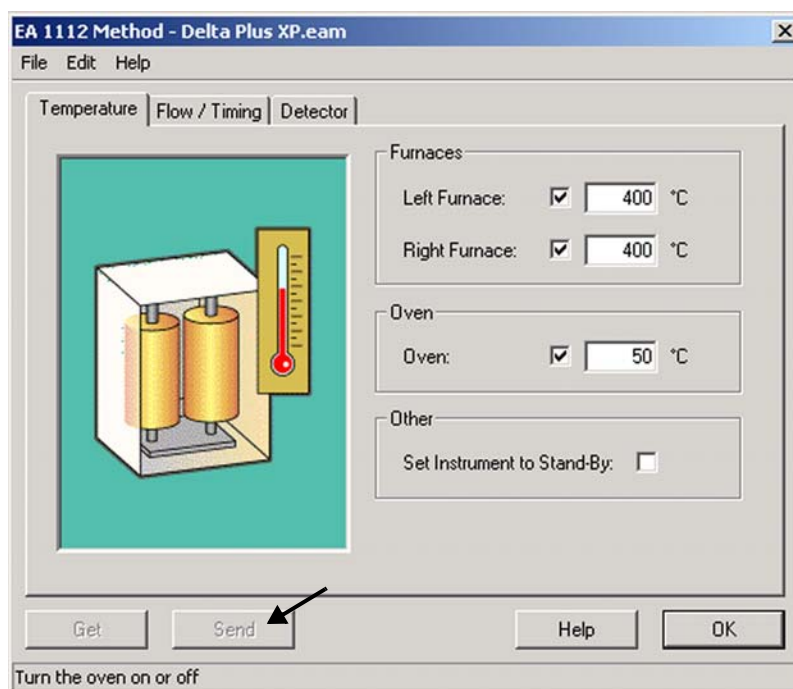 EA 1112 Method - Delta Plus XP.eam
File Edit Help
Temperature Flow / Timing Detector
Furnaces
Left Furnace: 400 °C
Right Furnace: 400 °C
Oven
Oven: 50 °C
Other
Set Instrument to Stand-By:
Get Send Help OK
Turn the oven on or off